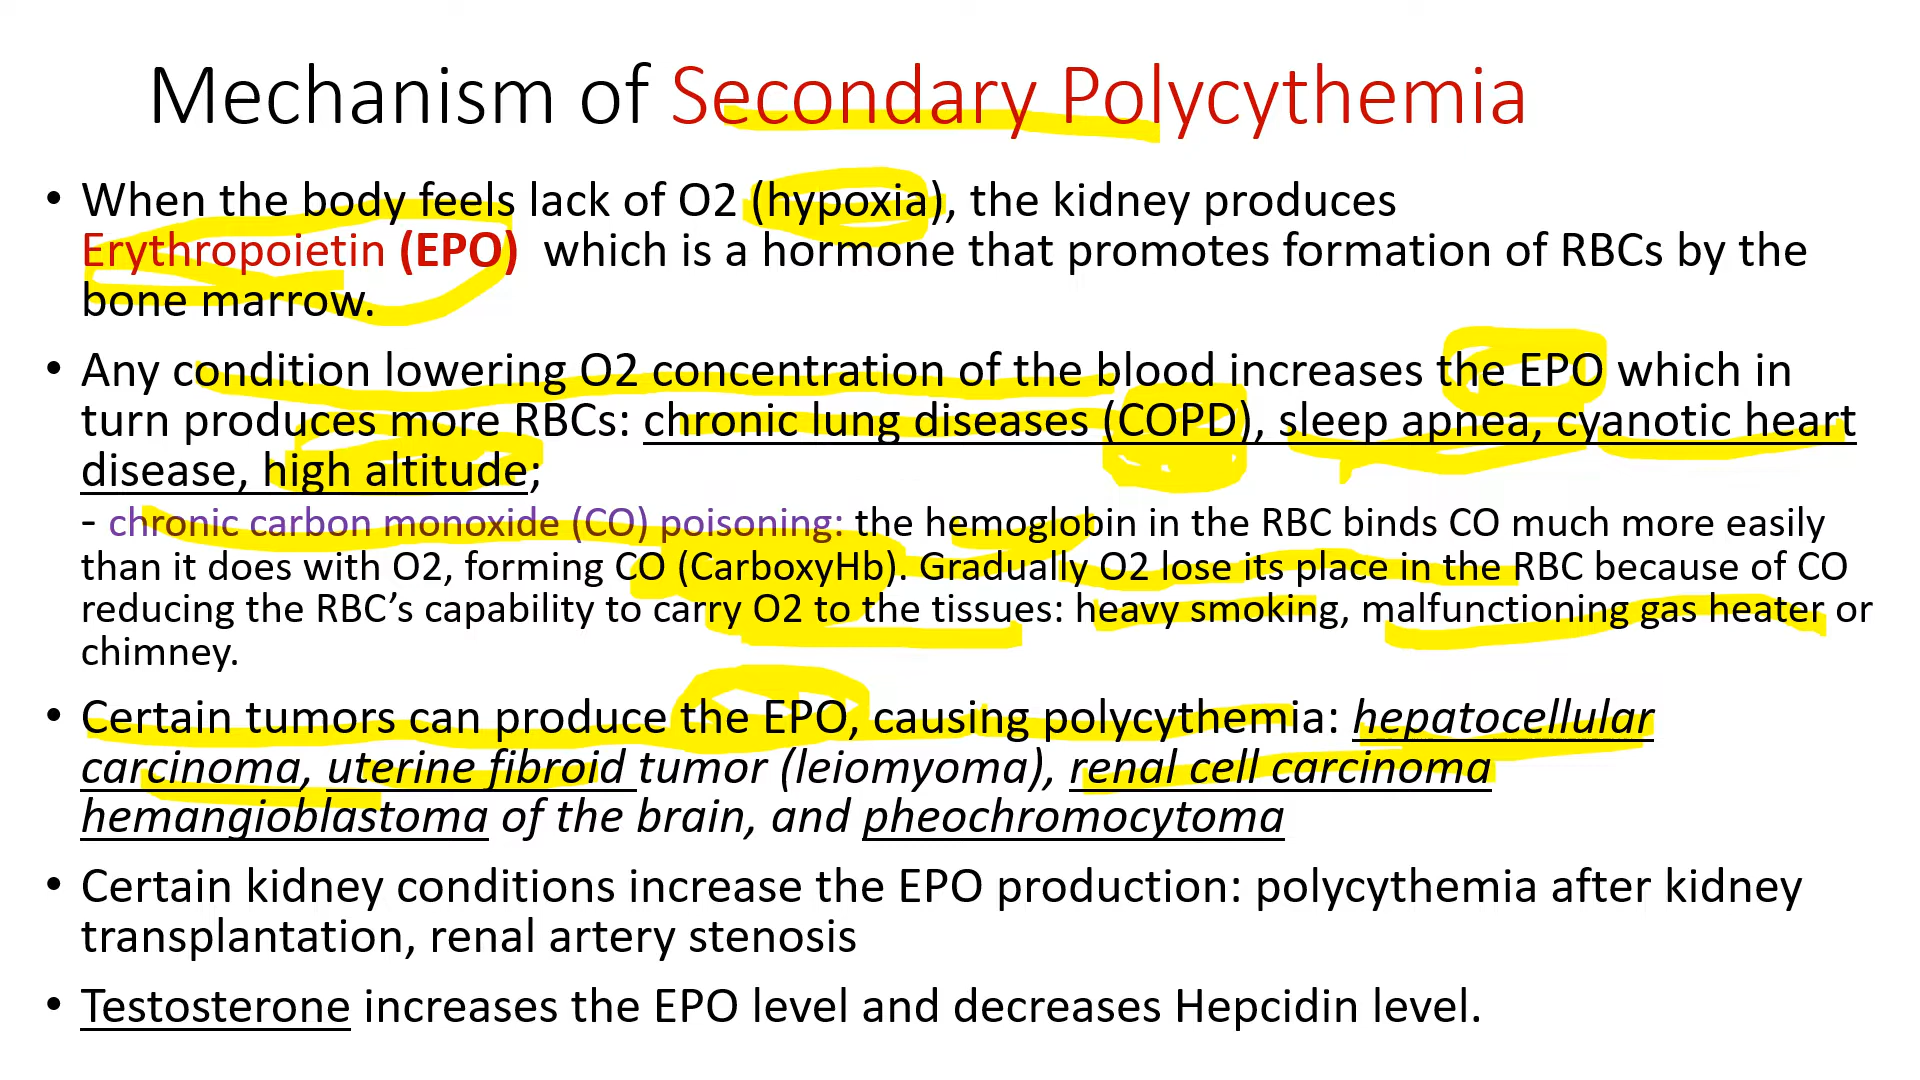 Mechanism of Secondary Polycythemia
• When the body feels lack of O2 (hypoxia), the kidney produces
Erythropoietin (EPO) which is a hormone that promotes formation of RBCs by the
bone marrow.
• Any condition lowering O2 concentration of the blood increases the EPO which in
turn produces more RBCs: chronic lung diseases (COPD), sleep apnea, cyanotic heart
disease, high altitude;
- chronic carbon monoxide (CO) poisoning: the hemoglobin in the RBC binds CO much more easily
than it does with O2, forming CO (CarboxyHb). Gradually O2 lose its place in the RBC because of CO
reducing the RBC’s capability to carry O2 to the tissues: heavy smoking, malfunctioning gas heater or
chimney.
• Certain tumors can produce the EPO, causing polycythemia: hepatocellular
carcinoma, uterine fibroid tumor (leiomyoma), renal cell carcinoma
hemangioblastoma of the brain, and pheochromocytoma
• Certain kidney conditions increase the EPO production: polycythemia after kidney
transplantation, renal artery stenosis
• Testosterone increases the EPO level and decreases Hepcidin level.